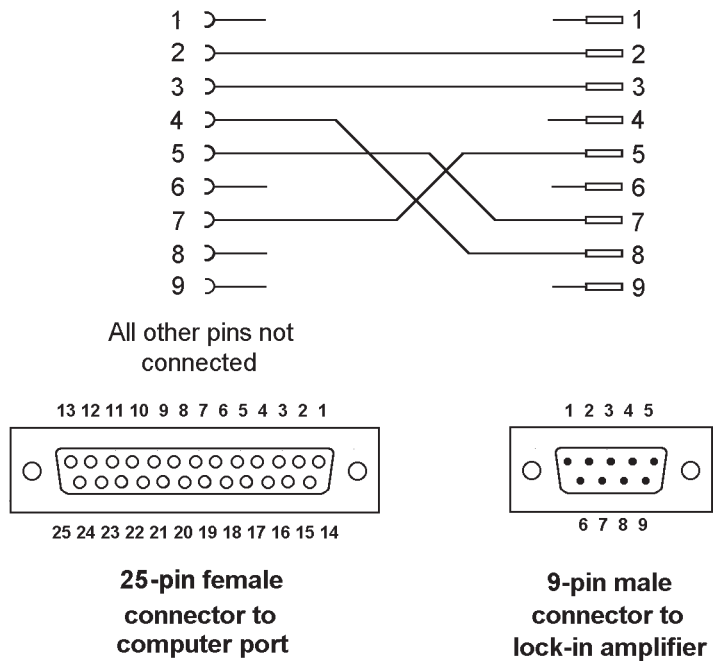 1 1
2 2
3 3
4 4
5 5
6 6
7 7
8 8
9 9
All other pins not
connected
13 12 11 10 9 8 7 6 5 4 3 2 1
25 24 23 22 21 20 19 18 17 16 15 14
25-pin female
connector to
computer port
1 2 3 4 5
6 7 8 9
9-pin male
connector to
lock-in amplifier